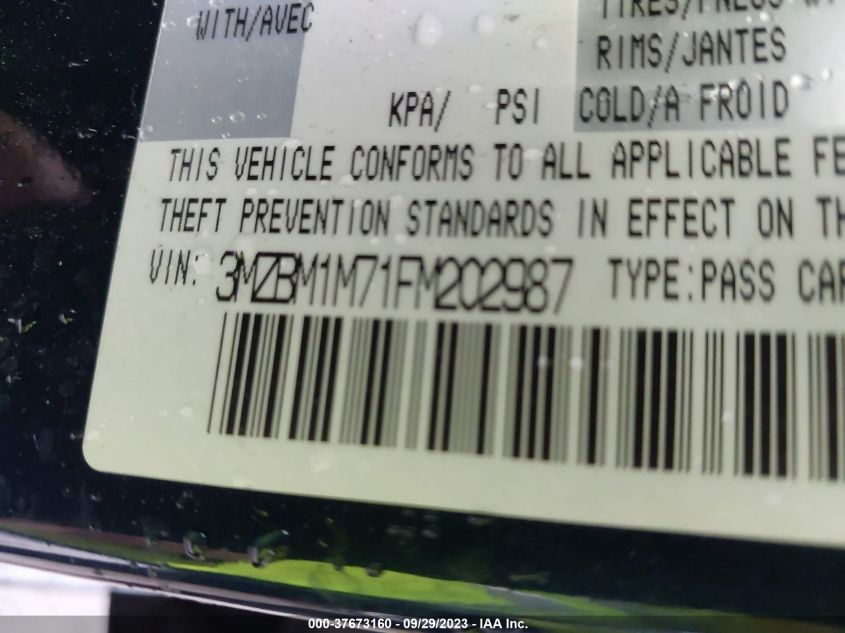 WITH/AVEC
RIMS/JANTES
KPA/ PSI COLD/A FROID
THIS VEHICLE CONFORMS TO ALL APPLICABLE FE
THEFT PREVENTION STANDARDS IN EFFECT ON TH
VIN: 3MZBM1M71FM202987 TYPE:PASS CAR
000-37673160 - 09/29/2023 - IAA Inc.